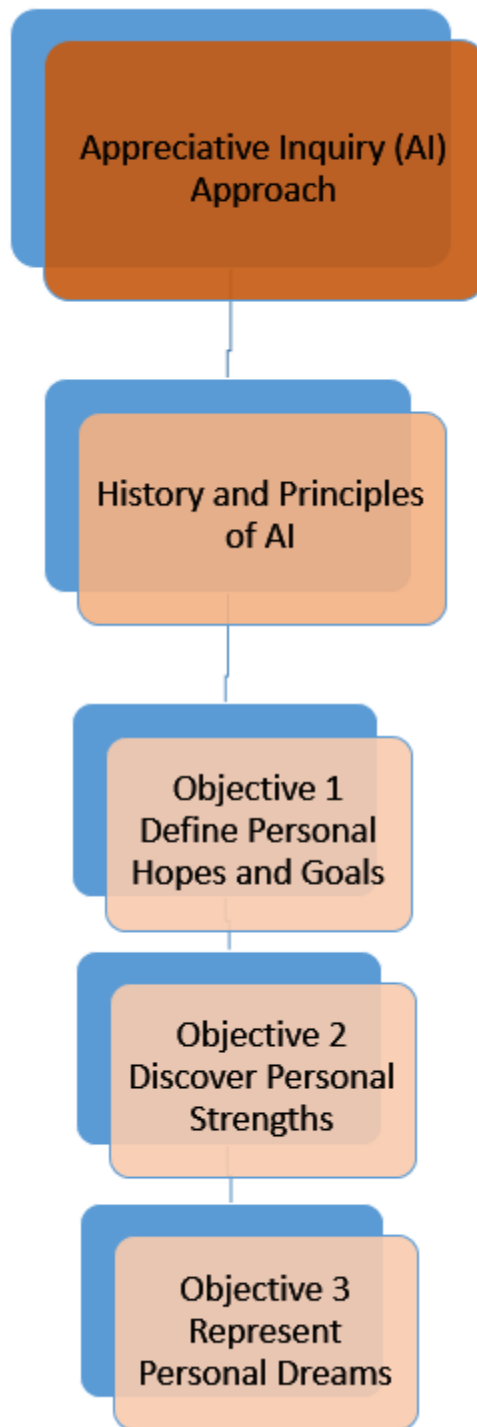 Appreciative Inquiry (AI)
Approach
History and Principles
of AI
Objective 1
Define Personal
Hopes and Goals
Objective 2
Discover Personal
Strengths
Objective 3
Represent
Personal Dreams